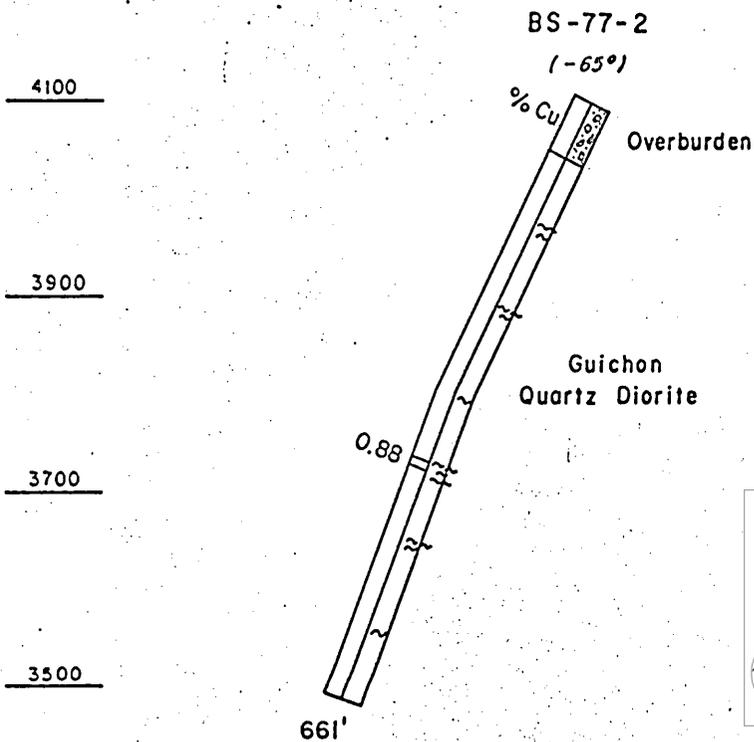 BS-77-2
(-65°)
4100
% Cu
Overburden
3900
Guichon
Quartz Diorite
0.88
3700
3500
661'